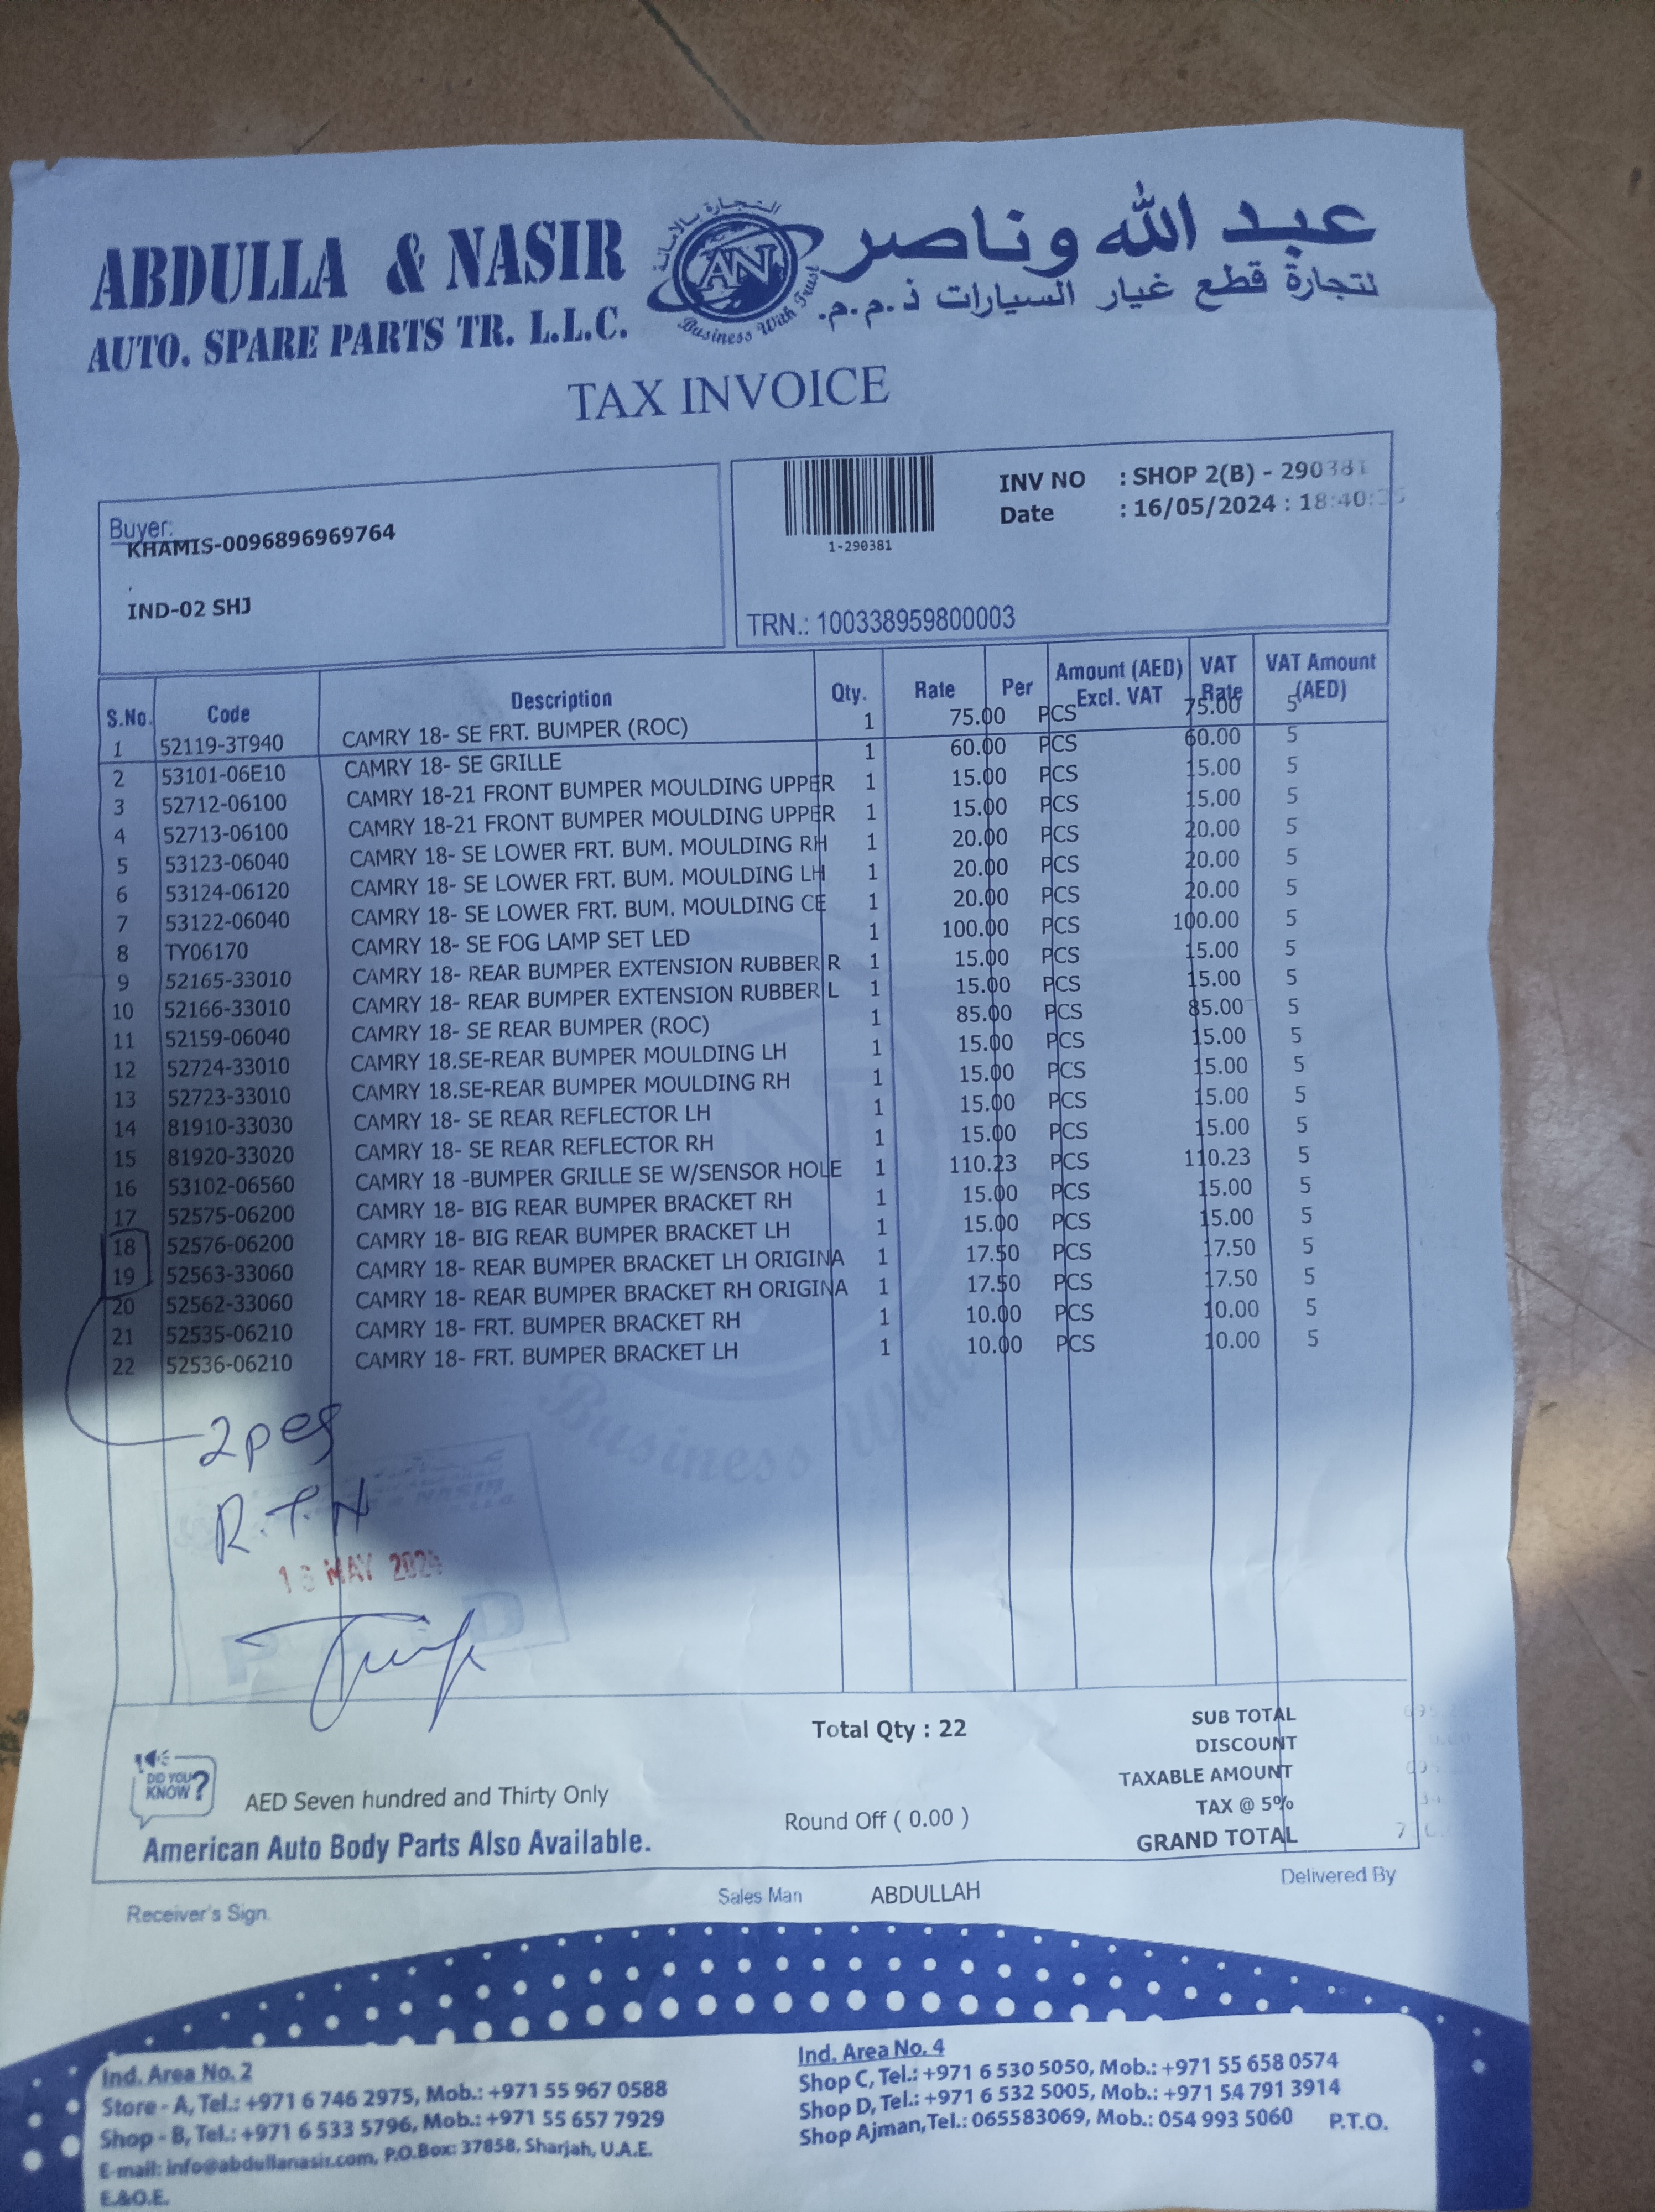 ABDULLA & NASIR
AUTO. SPARE PARTS TR. L.L.C.
التجارة بالأمانة
AN
Business With Trust
عبد الله وناصر
لتجارة قطع غيار السيارات ذ.م.م.
TAX INVOICE
Buyer:
KHAMIS-0096896969764
.
IND-02 SHJ
1-290381
INV NO : SHOP 2(B) - 290381
Date : 16/05/2024 : 18:40:35
TRN.: 100338959800003
S.No. Code Description Qty. Rate Per Amount (AED) Excl. VAT VAT Rate VAT Amount (AED)
1 52119-3T940 CAMRY 18- SE FRT. BUMPER (ROC) 1 75.00 PCS 75.00 5
2 53101-06E10 CAMRY 18- SE GRILLE 1 60.00 PCS 60.00 5
3 52712-06100 CAMRY 18-21 FRONT BUMPER MOULDING UPPER 1 15.00 PCS 15.00 5
4 52713-06100 CAMRY 18-21 FRONT BUMPER MOULDING UPPER 1 15.00 PCS 15.00 5
5 53123-06040 CAMRY 18- SE LOWER FRT. BUM. MOULDING RH 1 20.00 PCS 20.00 5
6 53124-06120 CAMRY 18- SE LOWER FRT. BUM. MOULDING LH 1 20.00 PCS 20.00 5
7 53122-06040 CAMRY 18- SE LOWER FRT. BUM. MOULDING CE 1 20.00 PCS 20.00 5
8 TY06170 CAMRY 18- SE FOG LAMP SET LED 1 100.00 PCS 100.00 5
9 52165-33010 CAMRY 18- REAR BUMPER EXTENSION RUBBER R 1 15.00 PCS 15.00 5
10 52166-33010 CAMRY 18- REAR BUMPER EXTENSION RUBBER L 1 15.00 PCS 15.00 5
11 52159-06040 CAMRY 18- SE REAR BUMPER (ROC) 1 85.00 PCS 85.00 5
12 52724-33010 CAMRY 18.SE-REAR BUMPER MOULDING LH 1 15.00 PCS 15.00 5
13 52723-33010 CAMRY 18.SE-REAR BUMPER MOULDING RH 1 15.00 PCS 15.00 5
14 81910-33030 CAMRY 18- SE REAR REFLECTOR LH 1 15.00 PCS 15.00 5
15 81920-33020 CAMRY 18- SE REAR REFLECTOR RH 1 15.00 PCS 15.00 5
16 53102-06560 CAMRY 18 -BUMPER GRILLE SE W/SENSOR HOLE 1 110.23 PCS 110.23 5
17 52575-06200 CAMRY 18- BIG REAR BUMPER BRACKET RH 1 15.00 PCS 15.00 5
18 52576-06200 CAMRY 18- BIG REAR BUMPER BRACKET LH 1 15.00 PCS 15.00 5
19 52563-33060 CAMRY 18- REAR BUMPER BRACKET LH ORIGINA 1 17.50 PCS 17.50 5
20 52562-33060 CAMRY 18- REAR BUMPER BRACKET RH ORIGINA 1 17.50 PCS 17.50 5
21 52535-06210 CAMRY 18- FRT. BUMPER BRACKET RH 1 10.00 PCS 10.00 5
22 52536-06210 CAMRY 18- FRT. BUMPER BRACKET LH 1 10.00 PCS 10.00 5
Business With
2pcs
R.T.N
16 MAY 2024
PAID
Total Qty : 22
SUB TOTAL
DISCOUNT
TAXABLE AMOUNT
TAX @ 5%
GRAND TOTAL
DID YOU KNOW?
AED Seven hundred and Thirty Only
Round Off ( 0.00 )
American Auto Body Parts Also Available.
Receiver's Sign.
Sales Man ABDULLAH
Delivered By
Ind. Area No. 2
Store - A, Tel.: +971 6 746 2975, Mob.: +971 55 967 0588
Shop - B, Tel.: +971 6 533 5796, Mob.: +971 55 657 7929
E-mail: info@abdullanasir.com, P.O.Box: 37858, Sharjah, U.A.E.
E.&O.E.
Ind. Area No. 4
Shop C, Tel.: +971 6 530 5050, Mob.: +971 55 658 0574
Shop D, Tel.: +971 6 532 5005, Mob.: +971 54 791 3914
Shop Ajman,Tel.: 065583069, Mob.: 054 993 5060
P.T.O.